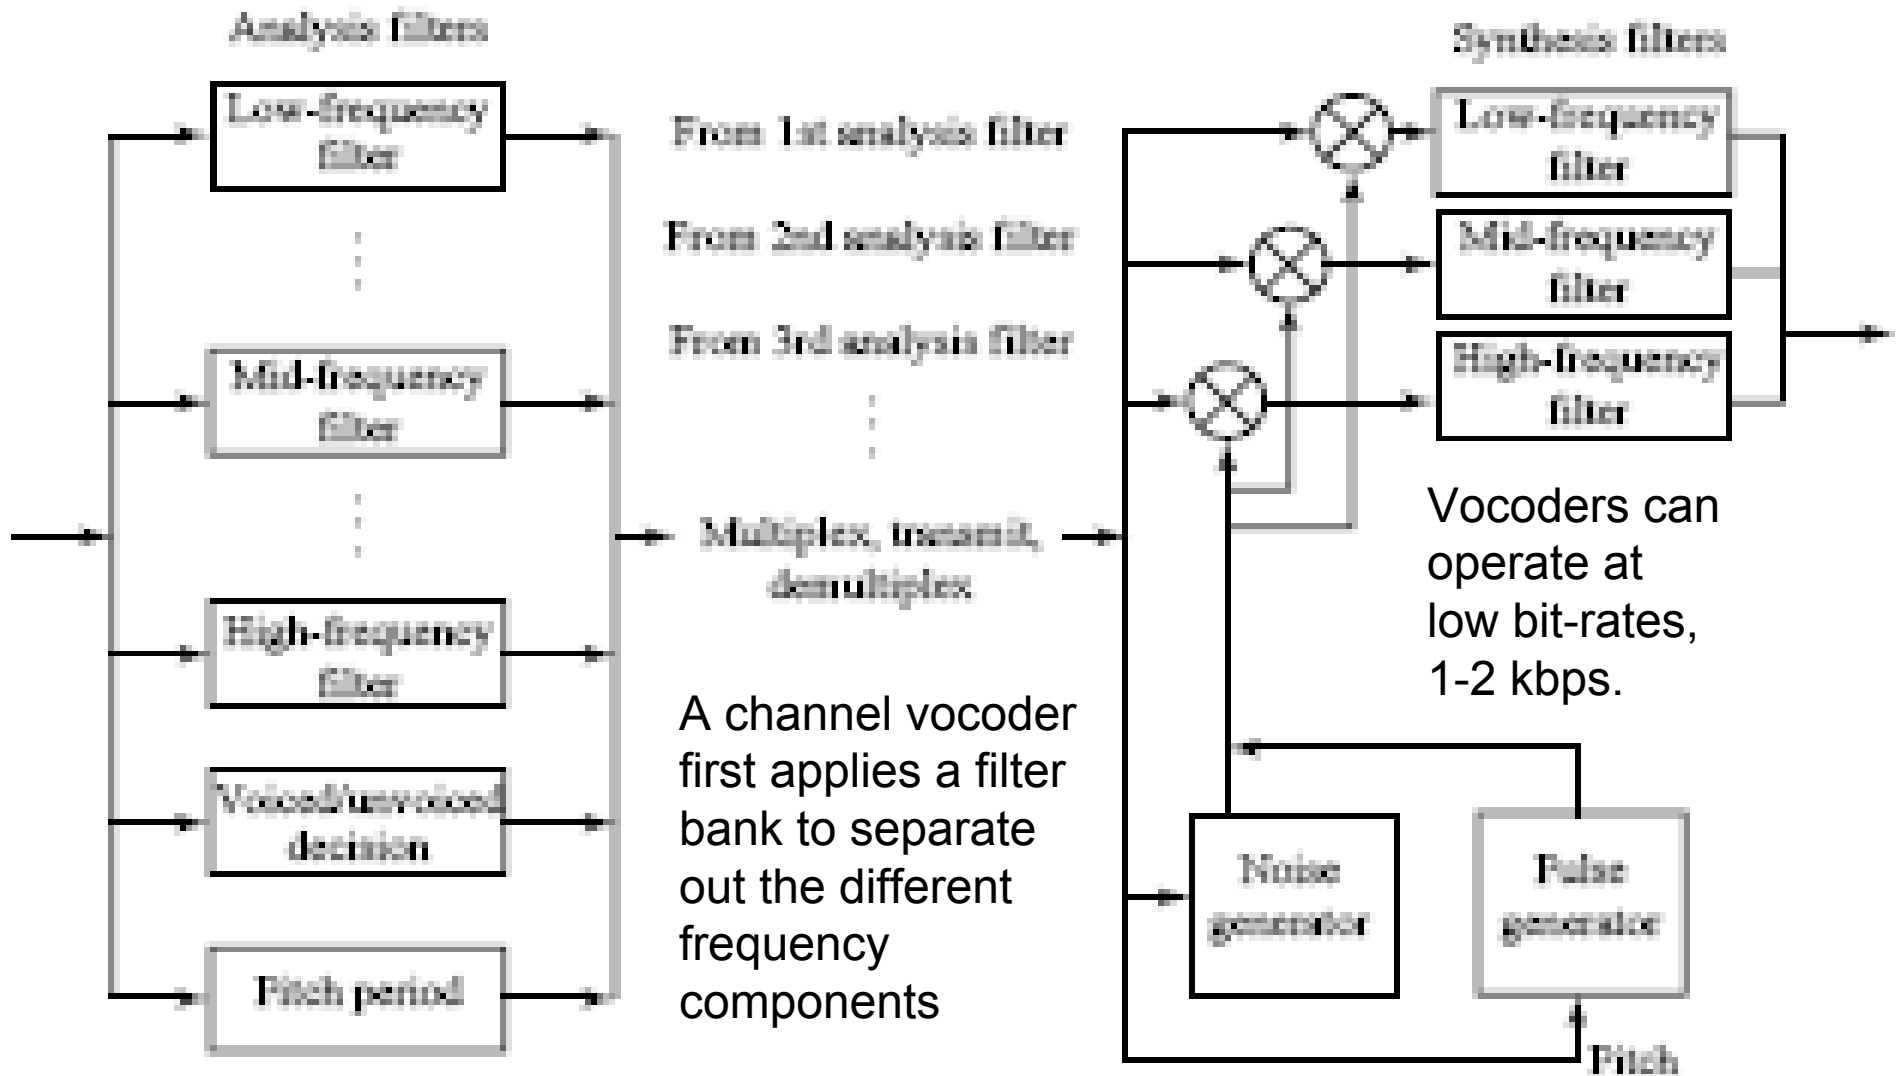 Analysis filters
Low-frequency
filter
Mid-frequency
filter
High-frequency
filter
Voiced/unvoiced
decision
Pitch period
From 1st analysis filter
From 2nd analysis filter
From 3rd analysis filter
Multiplex, transmit,
demultiplex
A channel vocoder
first applies a filter
bank to separate
out the different
frequency
components
Synthesis filters
Low-frequency
filter
Mid-frequency
filter
High-frequency
filter
Vocoders can
operate at
low bit-rates,
1-2 kbps.
Noise
generator
Pulse
generator
Pitch